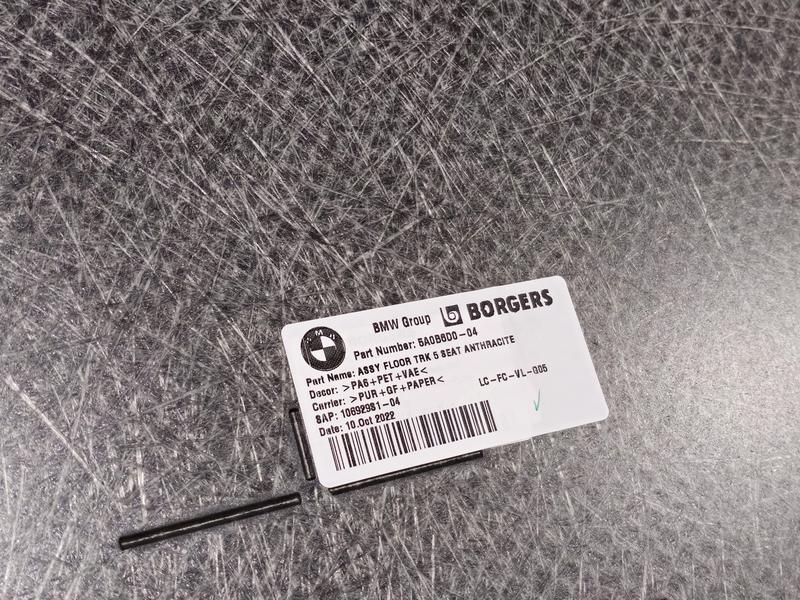 BMW
BMW Group BORGERS
Part Number: 5A0B6D0-04
Part Name: ASSY FLOOR TRK 5 SEAT ANTHRACITE
Decor: >PA6+PET+VAE<
Carrier: >PUR+GF+PAPER<
LC-FC-VL-G05
SAP: 10692981-04
Date: 10.Oct 2022